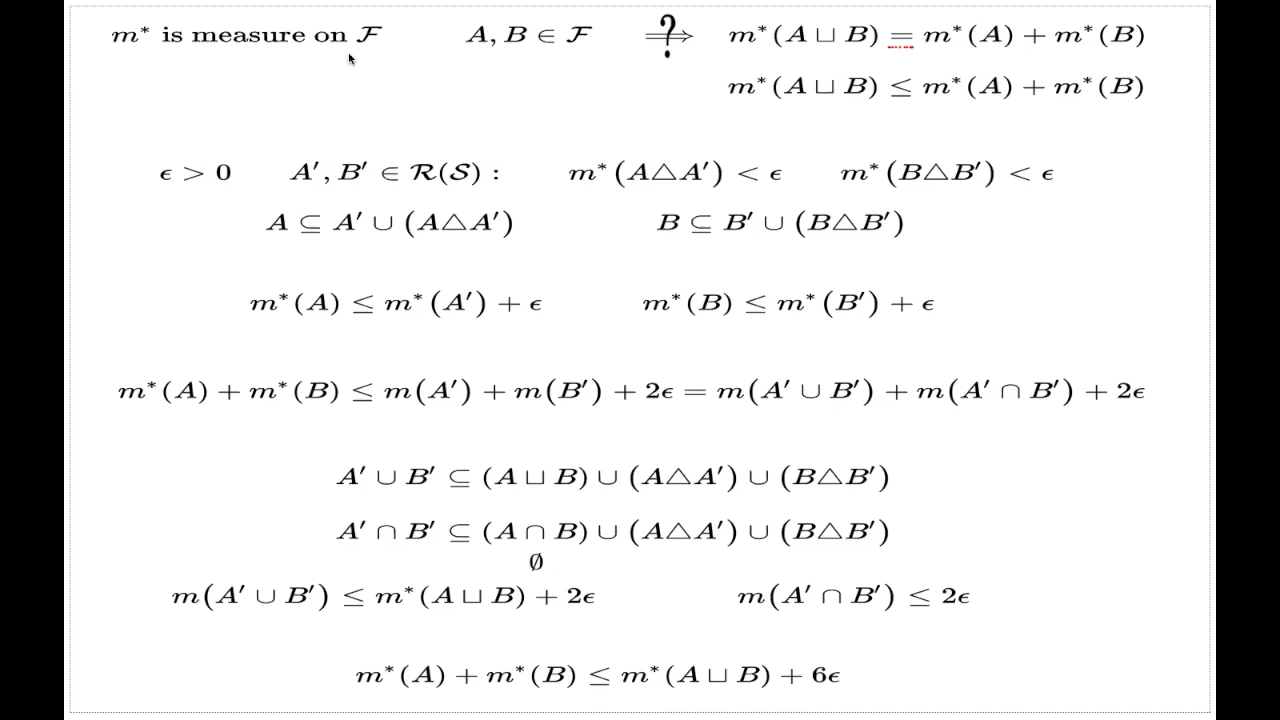 m* is measure on ℱ A, B ∈ ℱ ⟹ ? m*(A ⊔ B) = m*(A) + m*(B)
m*(A ⊔ B) ≤ m*(A) + m*(B)
ϵ > 0 A′, B′ ∈ ℛ(𝒮) : m*(A△A′) < ϵ m*(B△B′) < ϵ
A ⊆ A′ ∪ (A△A′) B ⊆ B′ ∪ (B△B′)
m*(A) ≤ m*(A′) + ϵ m*(B) ≤ m*(B′) + ϵ
m*(A) + m*(B) ≤ m(A′) + m(B′) + 2ϵ = m(A′ ∪ B′) + m(A′ ∩ B′) + 2ϵ
A′ ∪ B′ ⊆ (A ⊔ B) ∪ (A△A′) ∪ (B△B′)
A′ ∩ B′ ⊆ (A ∩ B) ∪ (A△A′) ∪ (B△B′)
∅
m(A′ ∪ B′) ≤ m*(A ⊔ B) + 2ϵ m(A′ ∩ B′) ≤ 2ϵ
m*(A) + m*(B) ≤ m*(A ⊔ B) + 6ϵ